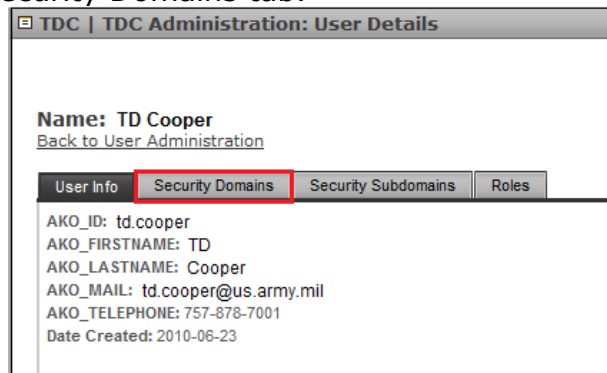 Security Domains tab.
TDC | TDC Administration: User Details
Name: TD Cooper
Back to User Administration
User Info Security Domains Security Subdomains Roles
AKO_ID: td.cooper
AKO_FIRSTNAME: TD
AKO_LASTNAME: Cooper
AKO_MAIL: td.cooper@us.army.mil
AKO_TELEPHONE: 757-878-7001
Date Created: 2010-06-23